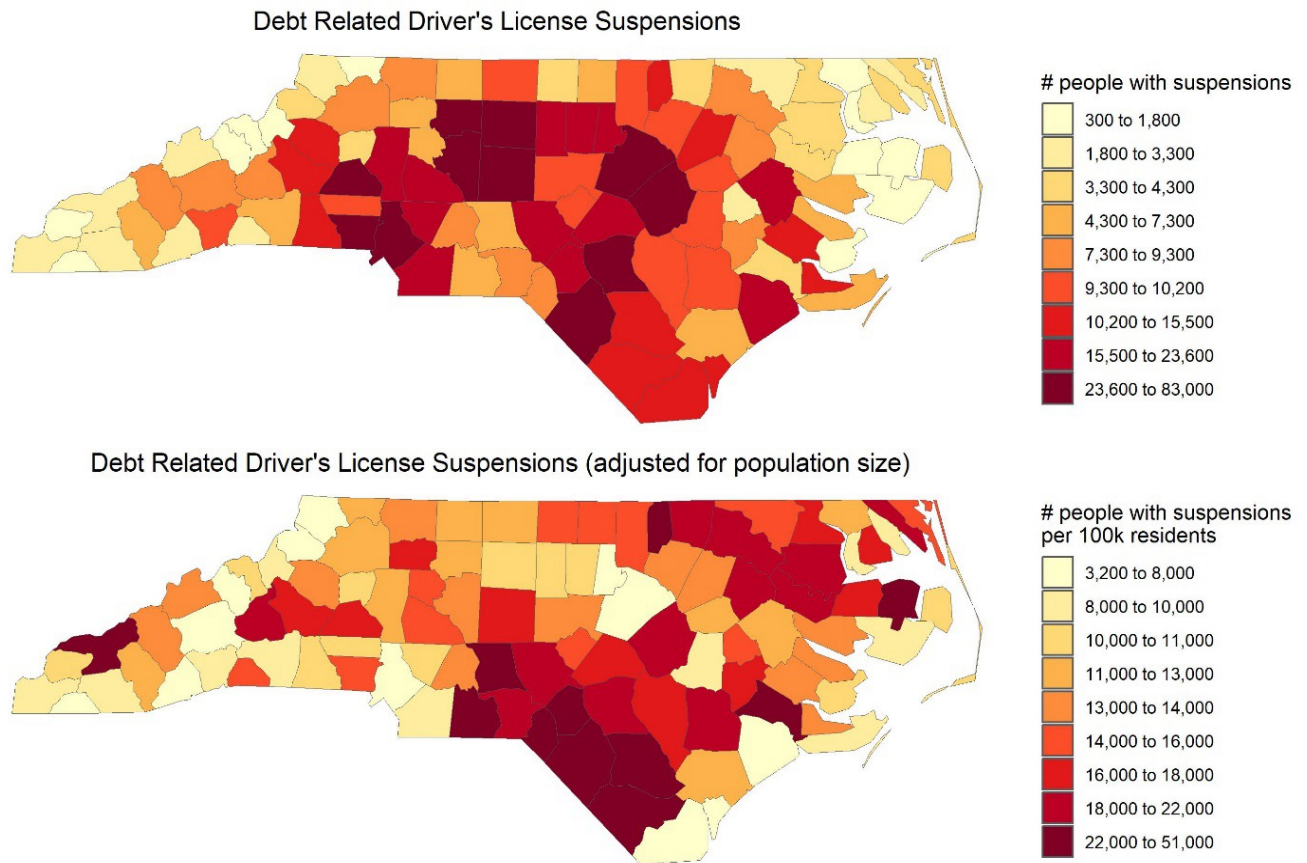 Debt Related Driver's License Suspensions
# people with suspensions
300 to 1,800
1,800 to 3,300
3,300 to 4,300
4,300 to 7,300
7,300 to 9,300
9,300 to 10,200
10,200 to 15,500
15,500 to 23,600
23,600 to 83,000
Debt Related Driver's License Suspensions (adjusted for population size)
# people with suspensions
per 100k residents
3,200 to 8,000
8,000 to 10,000
10,000 to 11,000
11,000 to 13,000
13,000 to 14,000
14,000 to 16,000
16,000 to 18,000
18,000 to 22,000
22,000 to 51,000